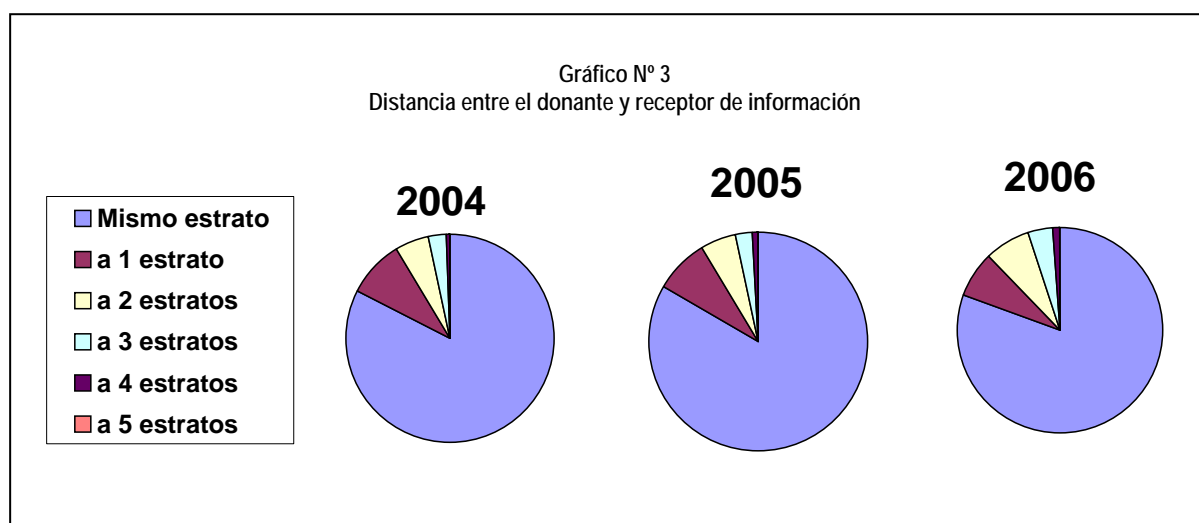 Gráfico Nº 3
Distancia entre el donante y receptor de información
2004
2005
2006
Mismo estrato
a 1 estrato
a 2 estratos
a 3 estratos
a 4 estratos
a 5 estratos